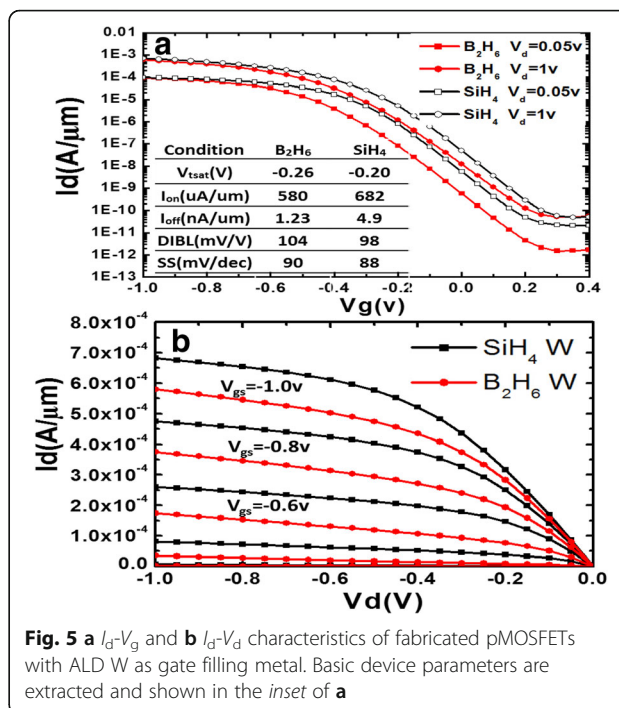 a
Id(A/μm)
1E-3
1E-4
1E-5
1E-6
1E-7
1E-8
1E-9
1E-10
1E-11
1E-12
1E-13
B₂H₆ V_d=0.05v
B₂H₆ V_d=1v
SiH₄ V_d=0.05v
SiH₄ V_d=1v
Condition B₂H₆ SiH₄
Vtsat(V) -0.26 -0.20
Ion(uA/um) 580 682
Ioff(nA/um) 1.23 4.9
DIBL(mV/V) 104 98
SS(mV/dec) 90 88
-1.0 -0.8 -0.6 -0.4 -0.2 0.0 0.2 0.4
Vg(v)
b
Id(A/μm)
8.0x10⁻⁴
7.0x10⁻⁴
6.0x10⁻⁴
5.0x10⁻⁴
4.0x10⁻⁴
3.0x10⁻⁴
2.0x10⁻⁴
1.0x10⁻⁴
0.0
SiH₄ W
B₂H₆ W
Vgs=-1.0v
Vgs=-0.8v
Vgs=-0.6v
-1.0 -0.8 -0.6 -0.4 -0.2 0.0
Vd(V)
Fig. 5 a Id-Vg and b Id-Vd characteristics of fabricated pMOSFETs
with ALD W as gate filling metal. Basic device parameters are
extracted and shown in the inset of a